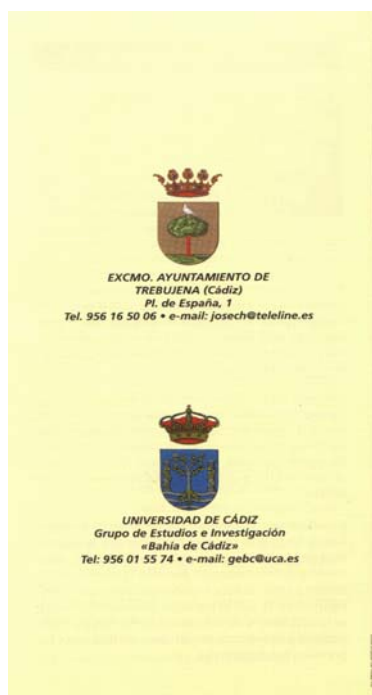 EXCMO. AYUNTAMIENTO DE
TREBUJENA (Cádiz)
Pl. de España, 1
Tel. 956 16 50 06 • e-mail: josech@teleline.es
UNIVERSIDAD DE CÁDIZ
Grupo de Estudios e Investigación
«Bahía de Cádiz»
Tel: 956 01 55 74 • e-mail: gebc@uca.es